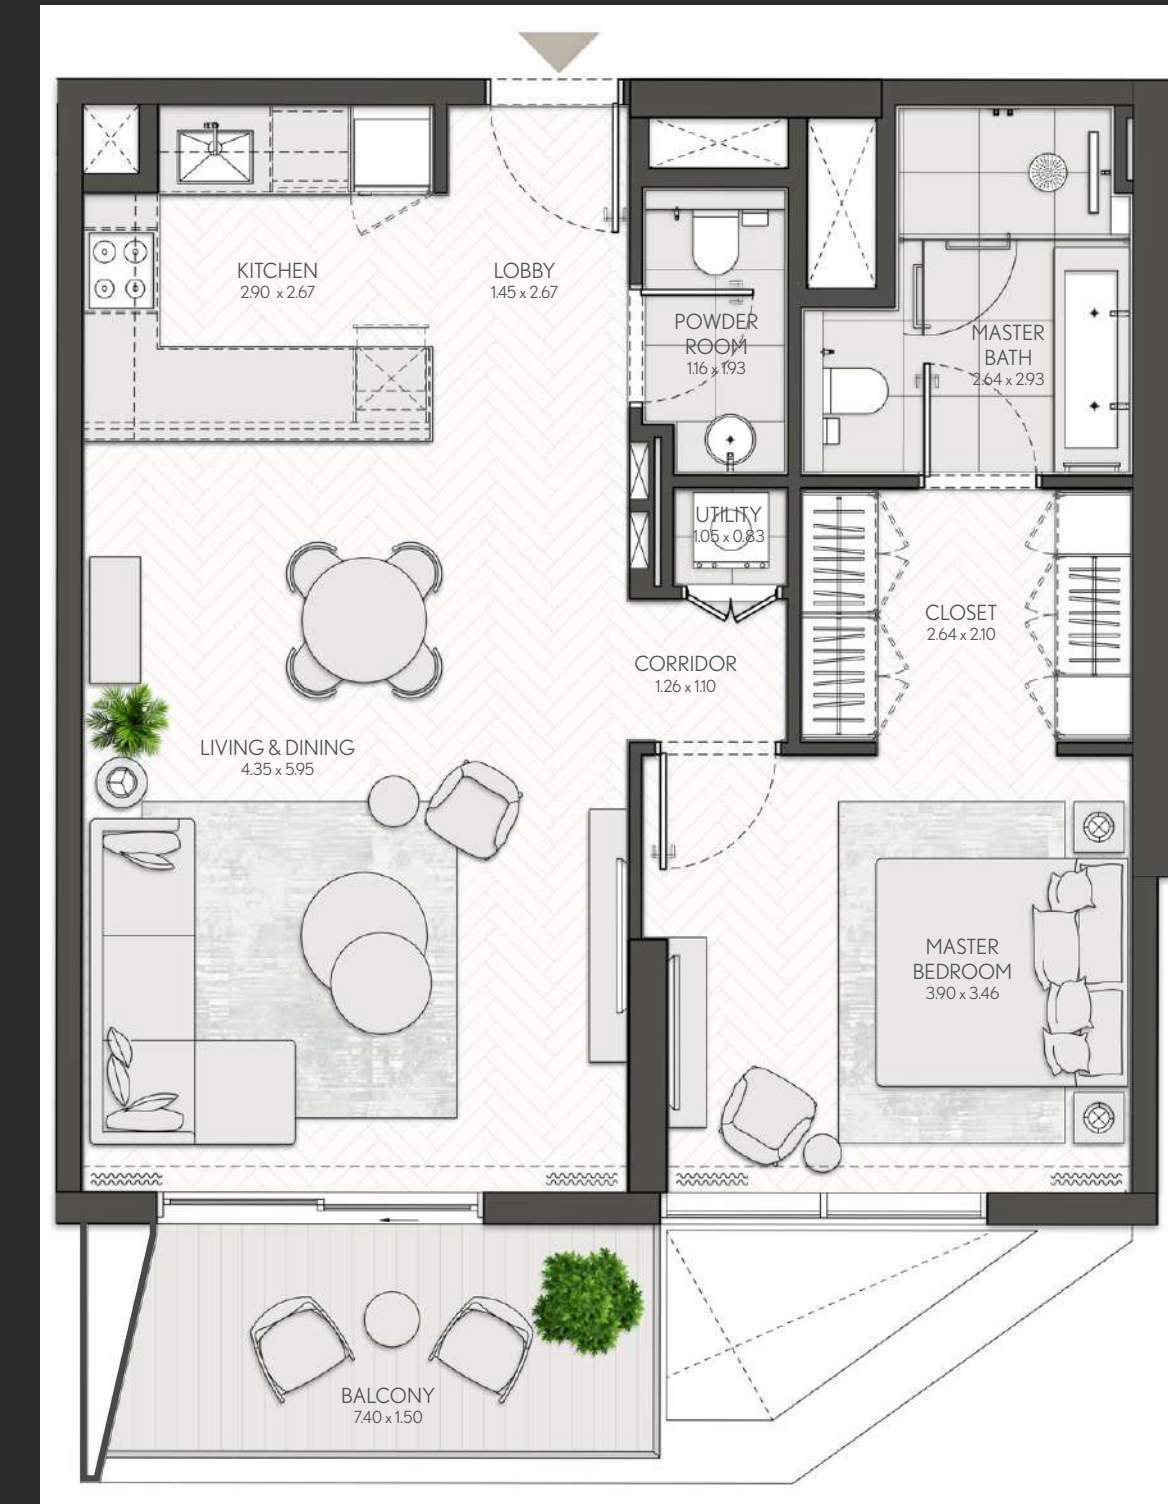 KITCHEN
2.90 x 2.67
LOBBY
1.45 x 2.67
POWDER
ROOM
1.16 x 1.93
MASTER
BATH
2.64 x 2.93
UTILITY
1.05 x 0.83
CLOSET
2.64 x 2.10
CORRIDOR
1.26 x 1.10
LIVING & DINING
4.35 x 5.95
MASTER
BEDROOM
3.90 x 3.46
BALCONY
7.40 x 1.50